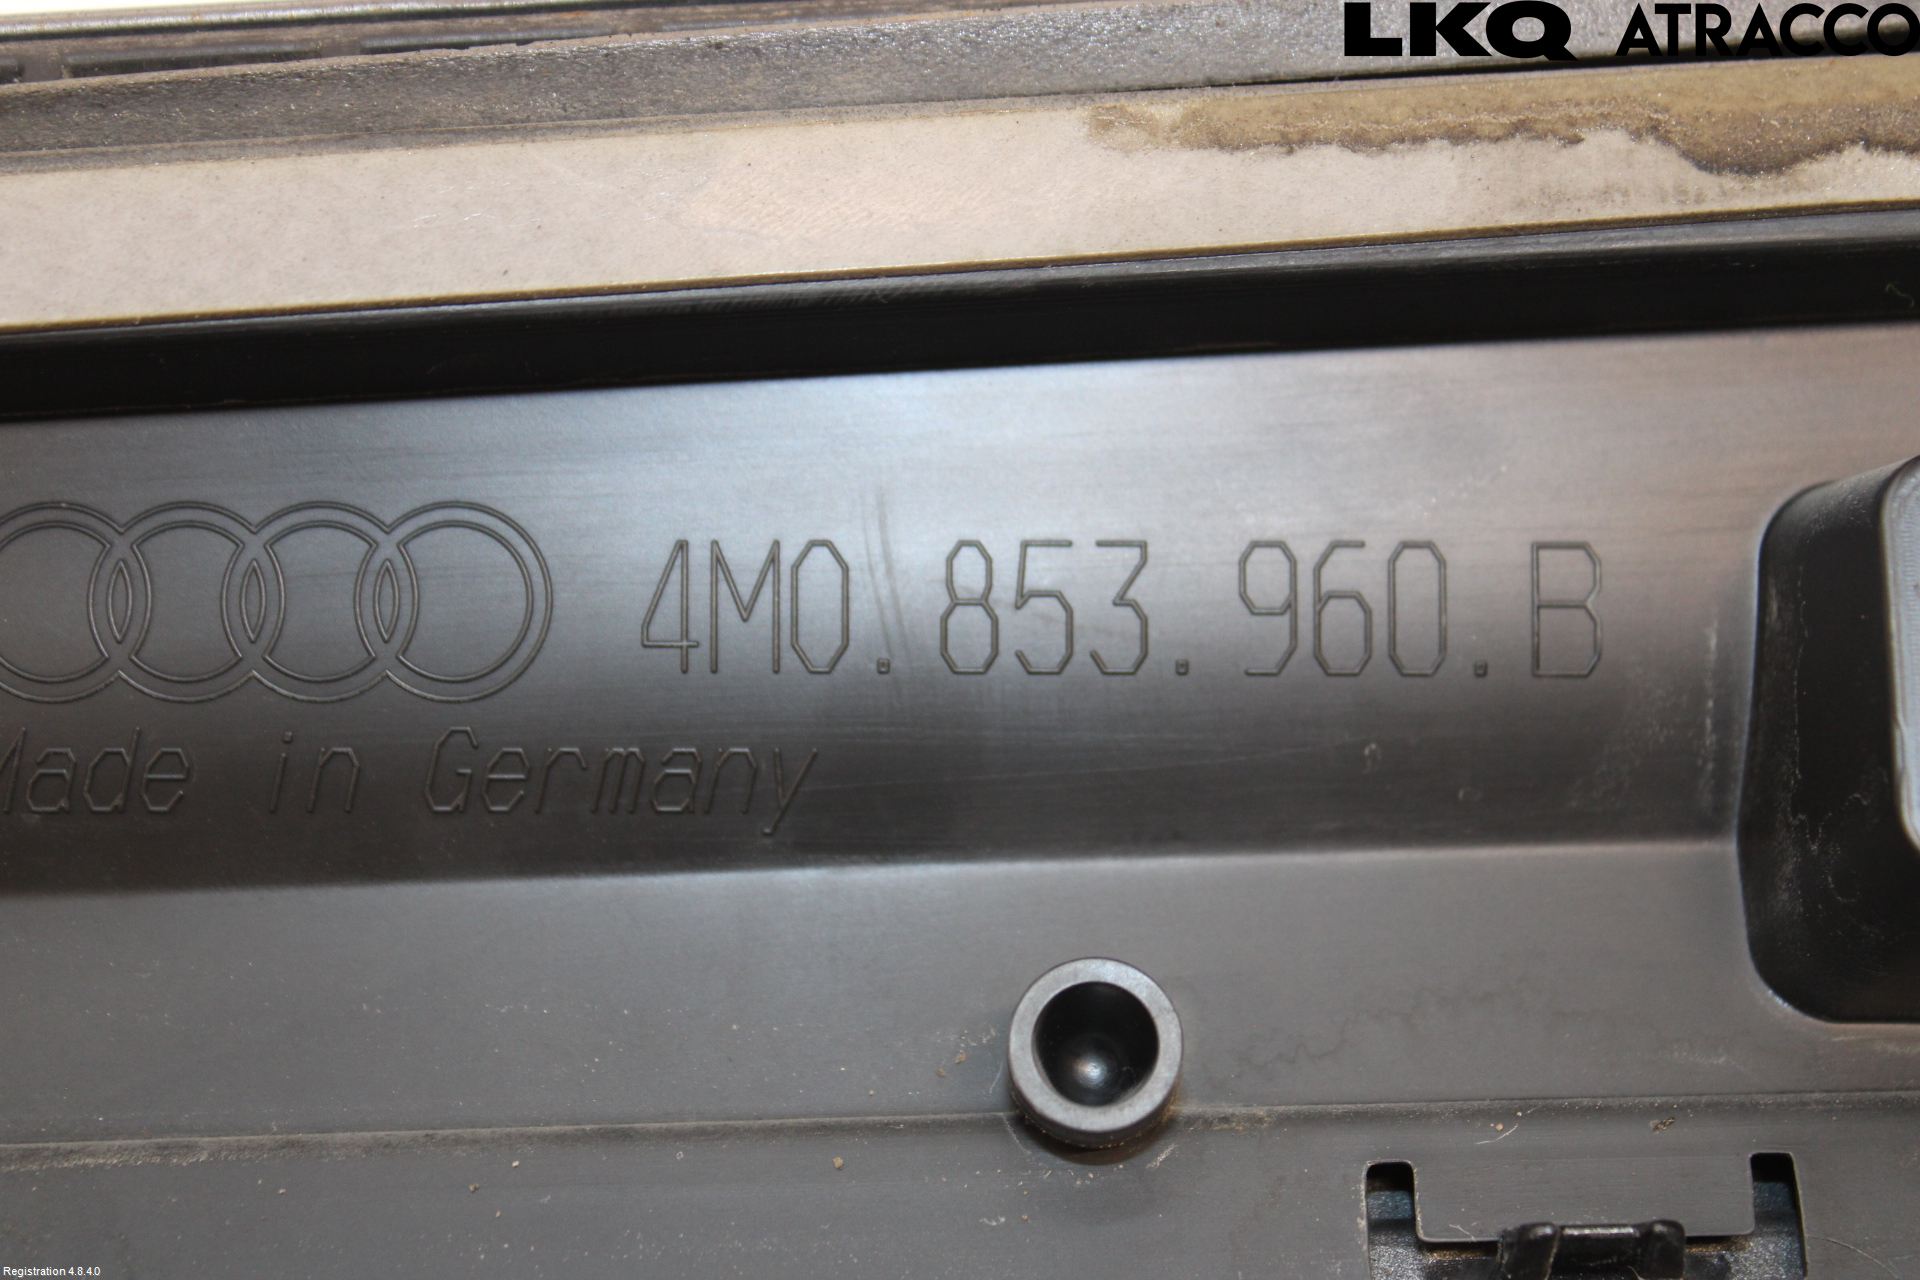 LKQ ATRACCO
4M0.853.960.B
Made in Germany
Registration 4.8.4.0